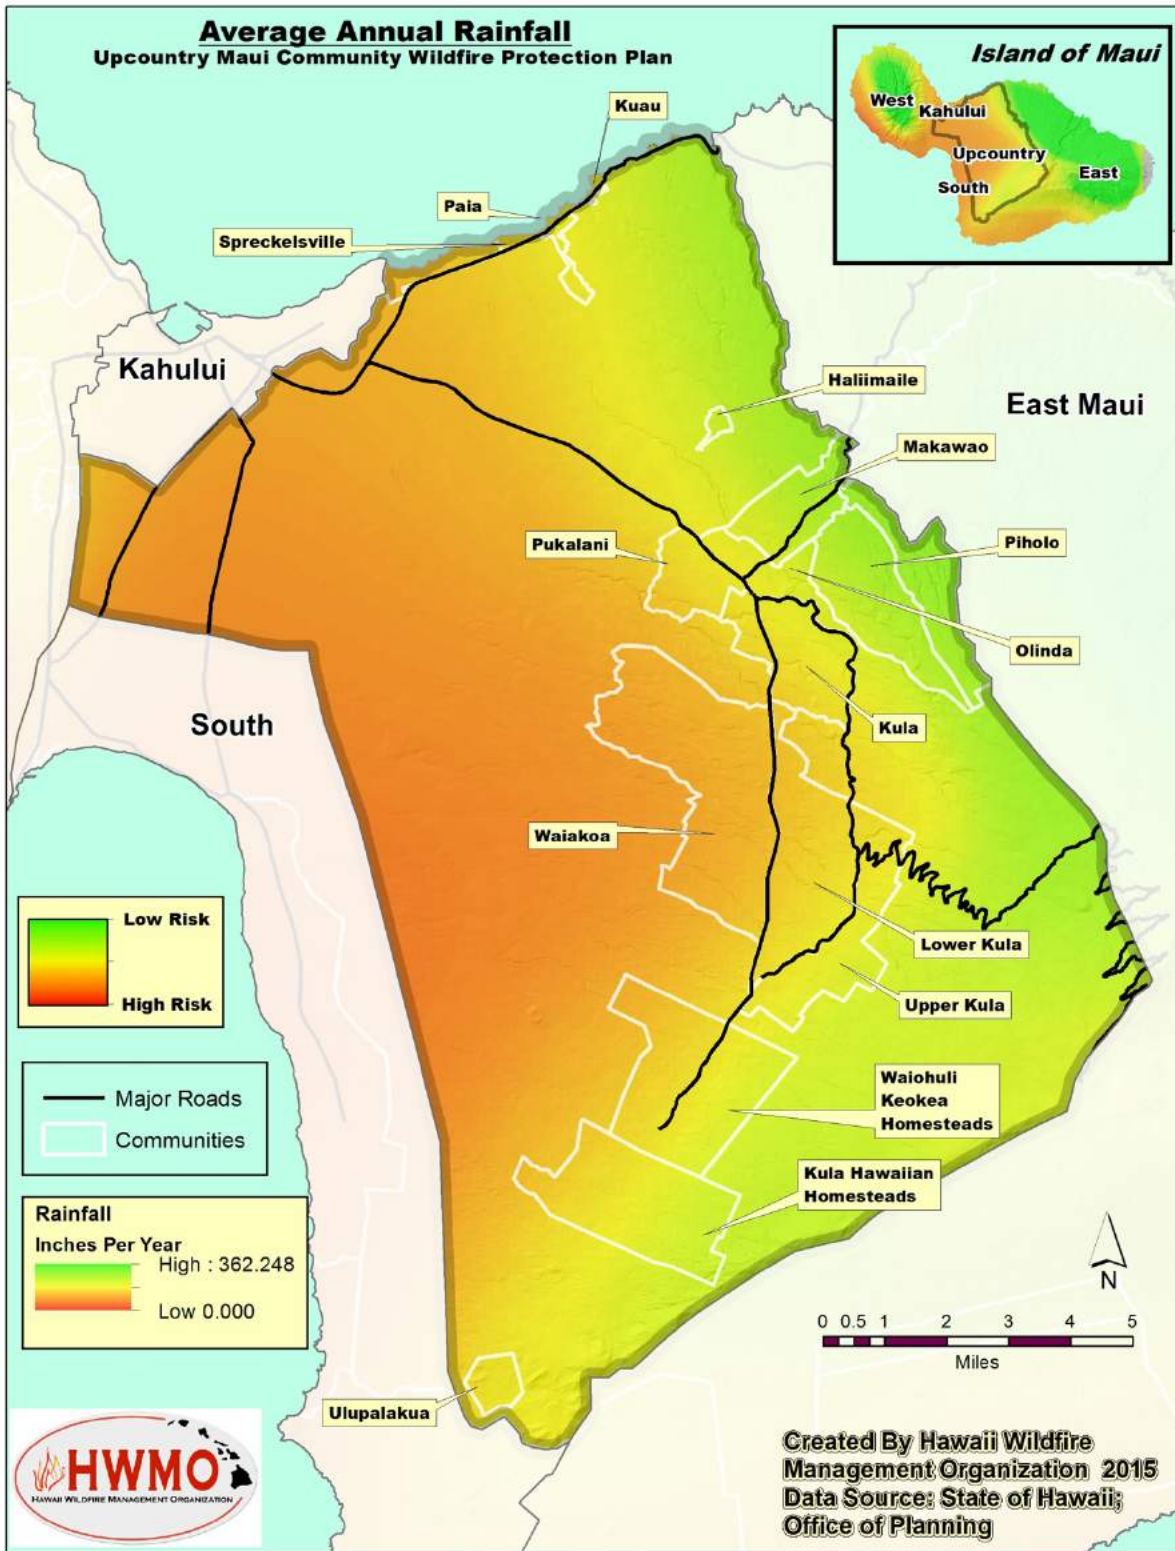 Average Annual Rainfall
Upcountry Maui Community Wildfire Protection Plan
Island of Maui
West
Kahului
Upcountry
South
East
Kuau
Paia
Spreckelsville
Kahului
Haliimaile
East Maui
Makawao
Pukalani
Piholo
Olinda
South
Kula
Waiakoa
Low Risk
High Risk
Lower Kula
Upper Kula
Major Roads
Communities
Waiohuli
Keokea
Homesteads
Kula Hawaiian
Homesteads
Rainfall
Inches Per Year
High : 362.248
Low 0.000
N
0 0.5 1 2 3 4 5
Miles
Ulupalakua
HWMO
HAWAII WILDFIRE MANAGEMENT ORGANIZATION
Created By Hawaii Wildfire
Management Organization 2015
Data Source: State of Hawaii;
Office of Planning